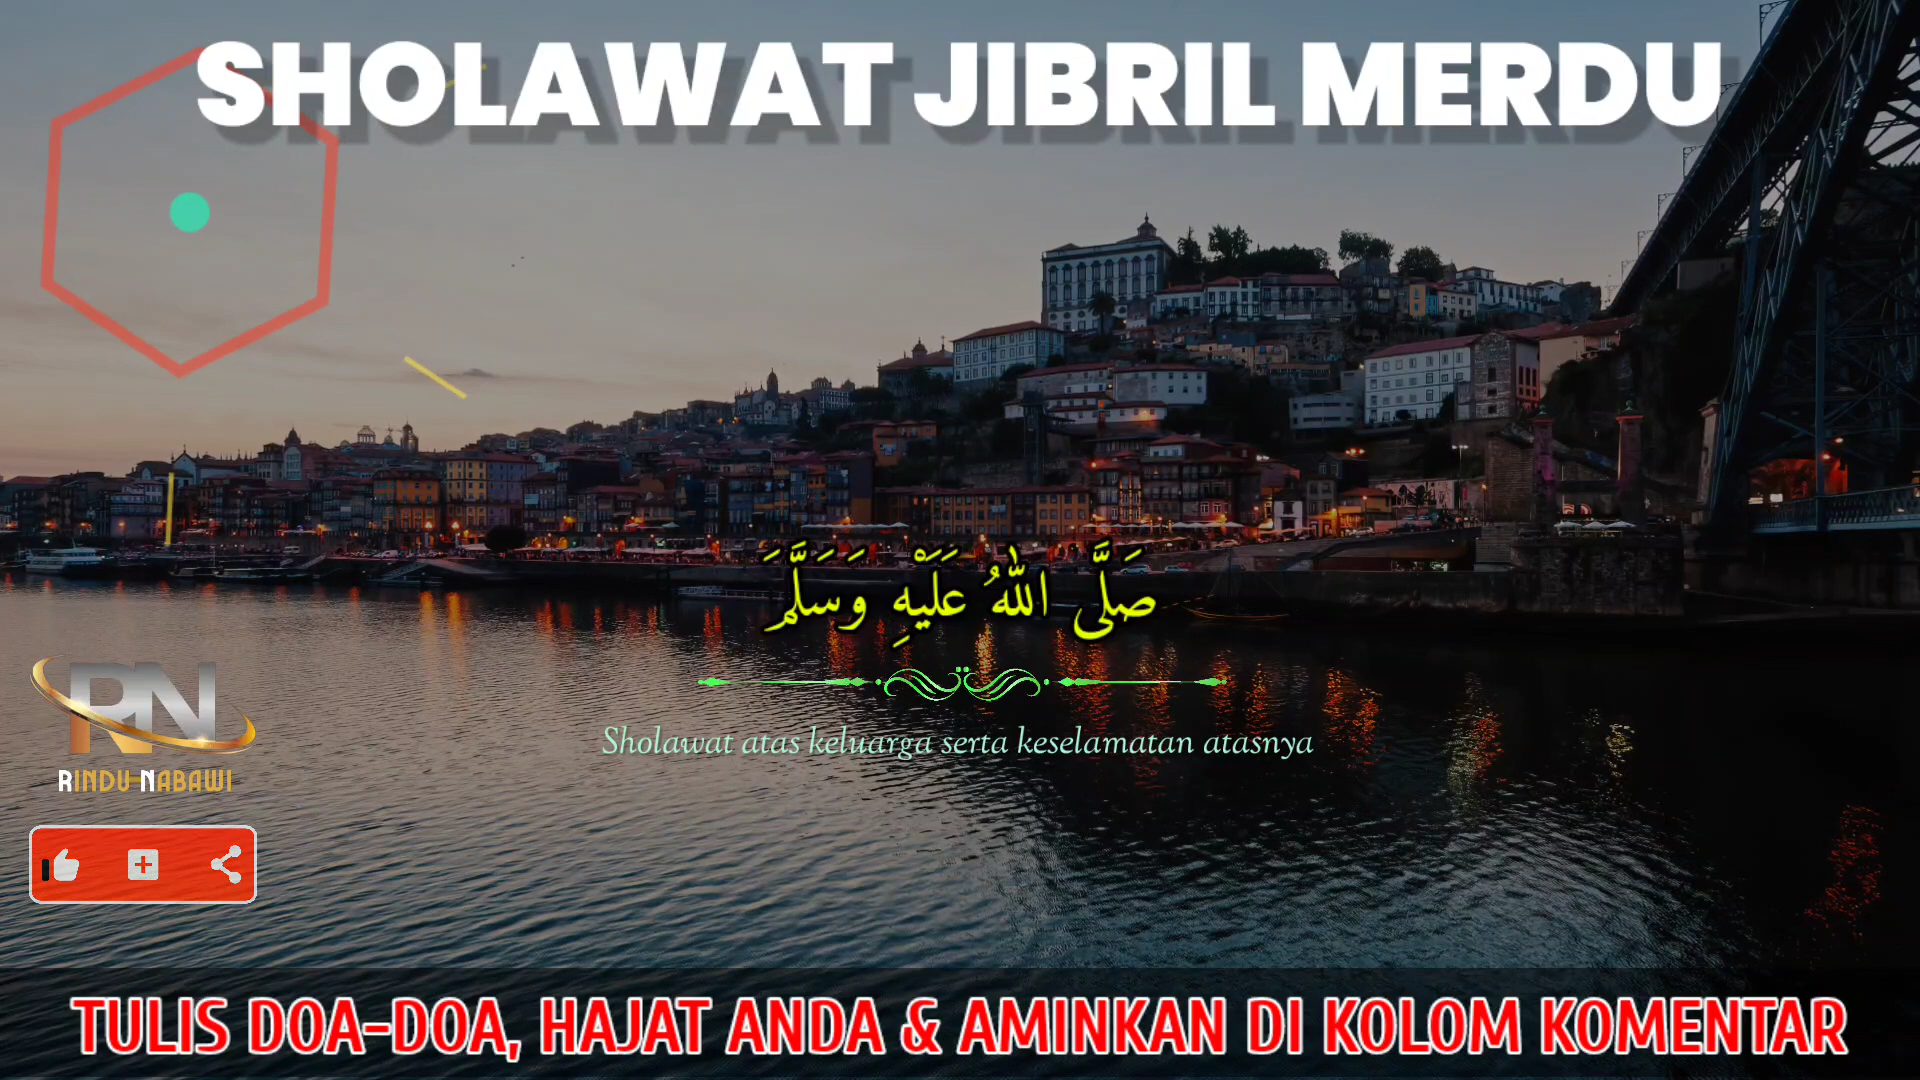 SHOLAWAT JIBRIL MERDU
صَلَّى اللهُ عَلَيْهِ وَسَلَّمَ
Sholawat atas keluarga serta keselamatan atasnya
RN
RINDU NABAWI
TULIS DOA-DOA, HAJAT ANDA & AMINKAN DI KOLOM KOMENTAR